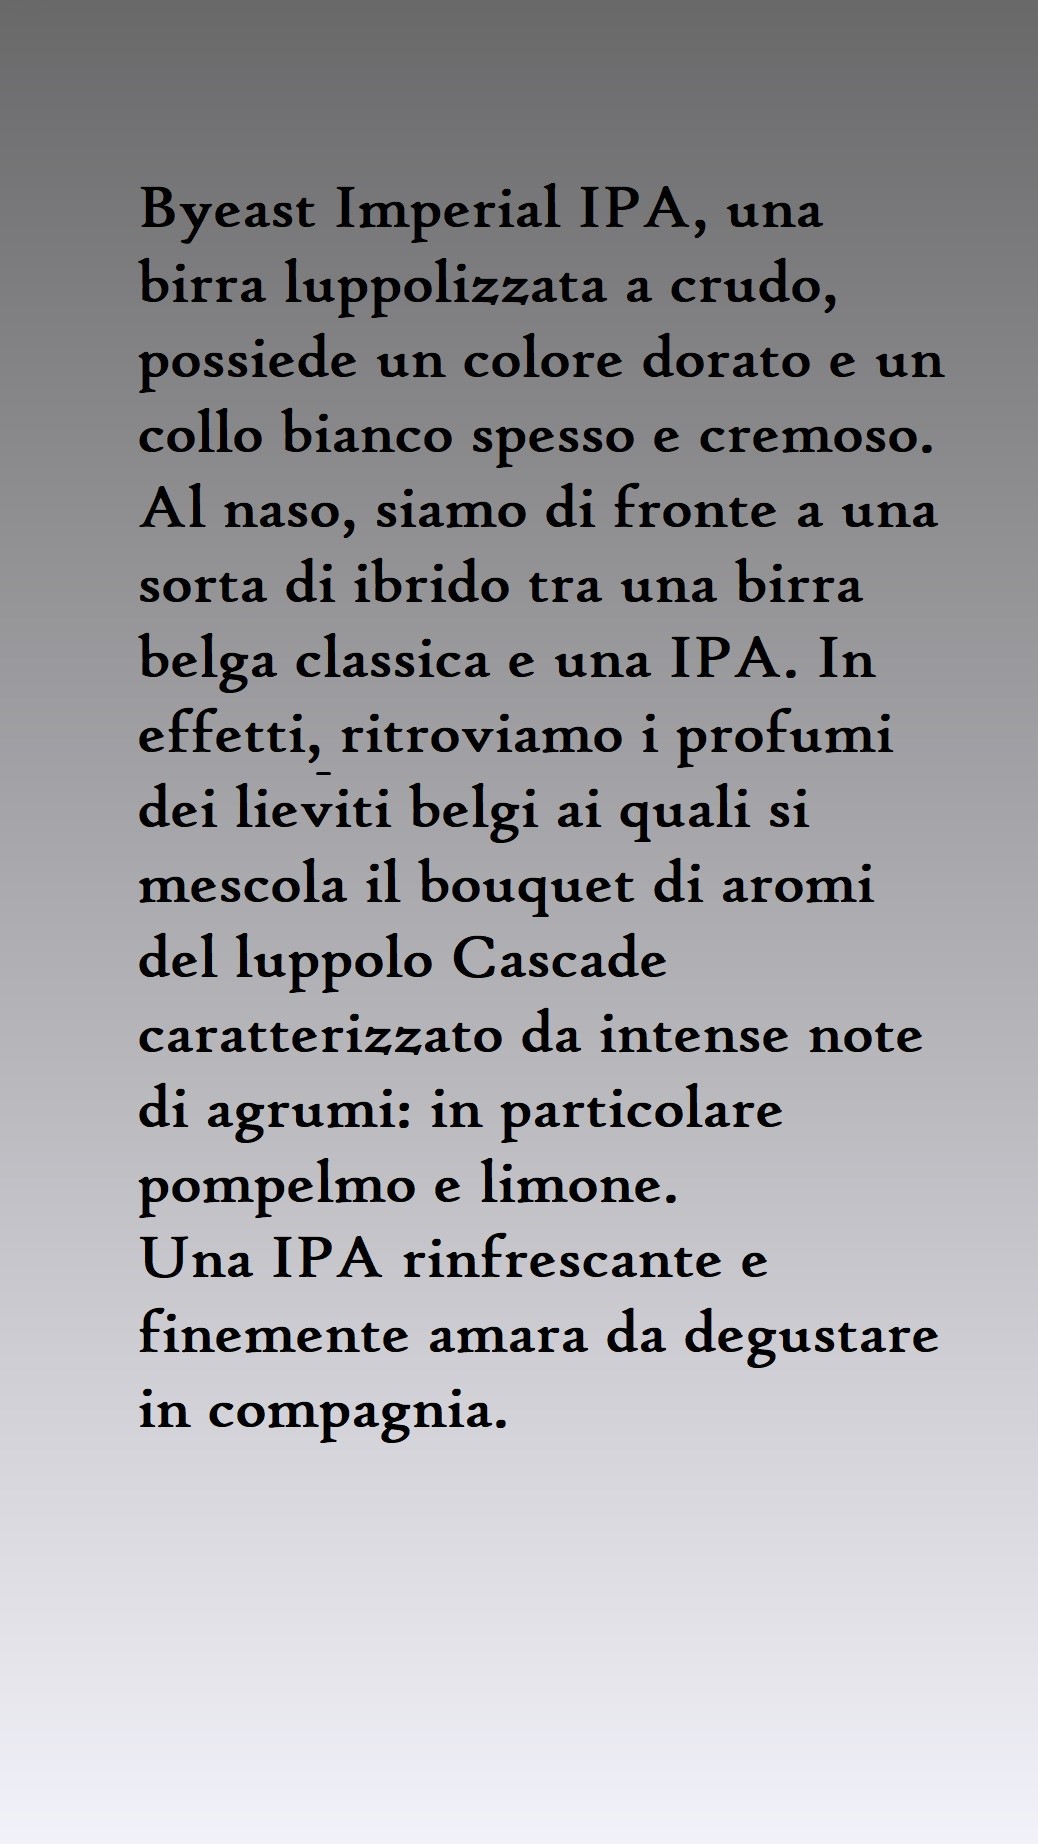 Byeast Imperial IPA, una
birra luppolizzata a crudo,
possiede un colore dorato e un
collo bianco spesso e cremoso.
Al naso, siamo di fronte a una
sorta di ibrido tra una birra
belga classica e una IPA. In
effetti, ritroviamo i profumi
dei lieviti belgi ai quali si
mescola il bouquet di aromi
del luppolo Cascade
caratterizzato da intense note
di agrumi: in particolare
pompelmo e limone.
Una IPA rinfrescante e
finemente amara da degustare
in compagnia.